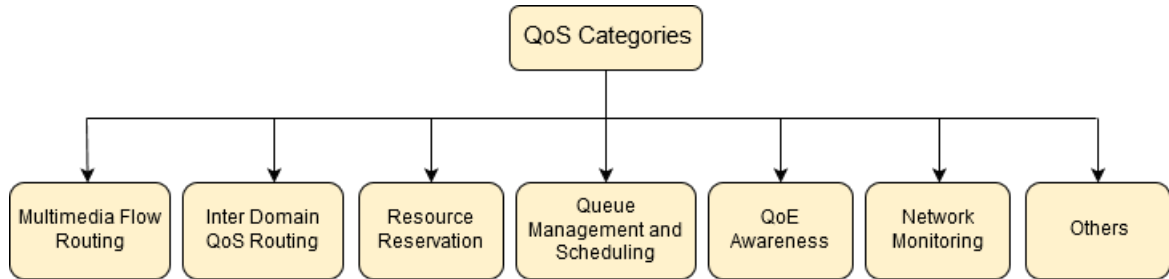 QoS Categories
Multimedia Flow
Routing
Inter Domain
QoS Routing
Resource
Reservation
Queue
Management and
Scheduling
QoE
Awareness
Network
Monitoring
Others